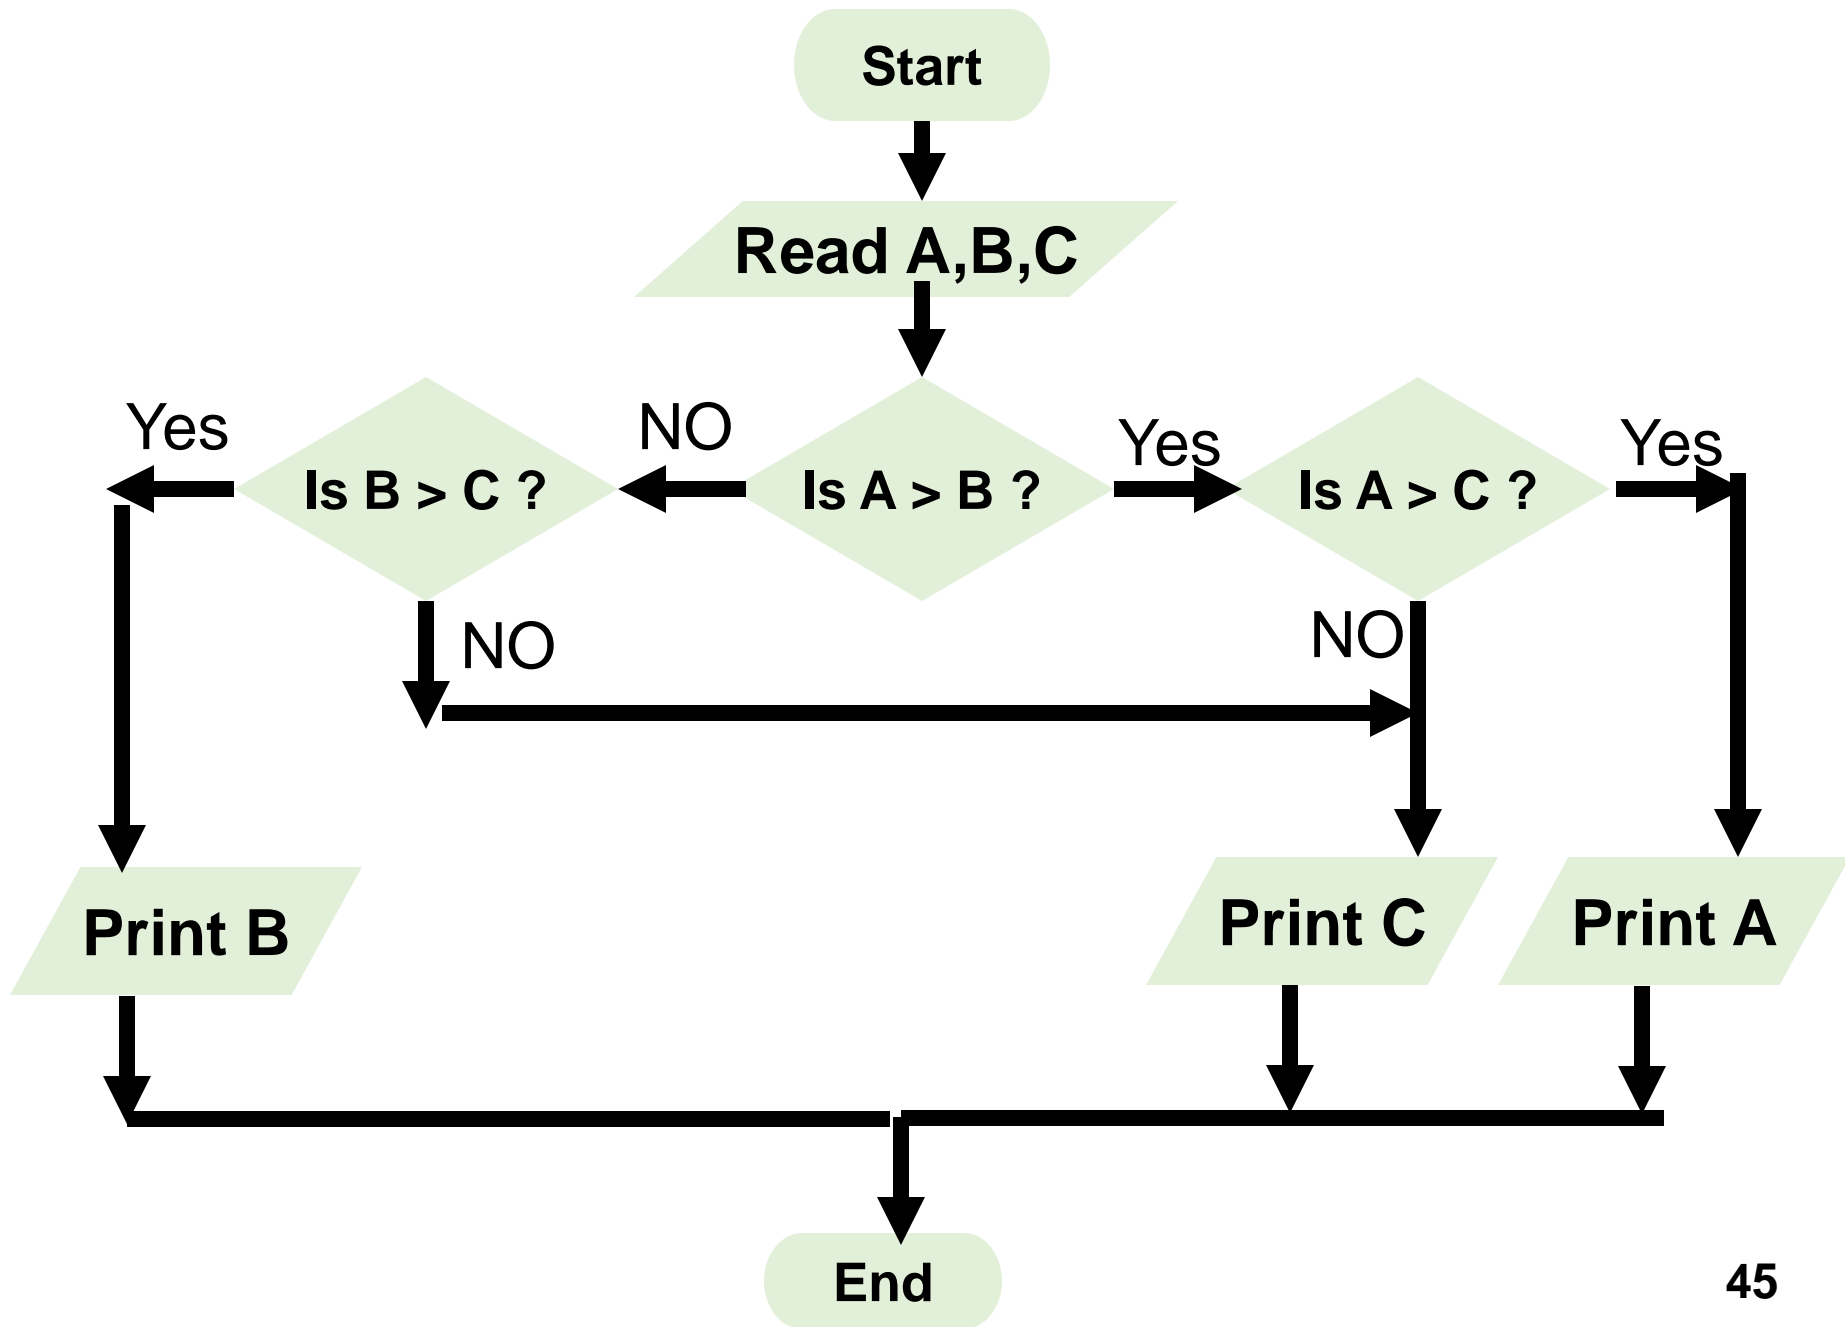 Start
Read A,B,C
Yes
NO
Yes
Yes
Is B > C ?
Is A > B ?
Is A > C ?
NO
NO
Print B
Print C
Print A
End
45